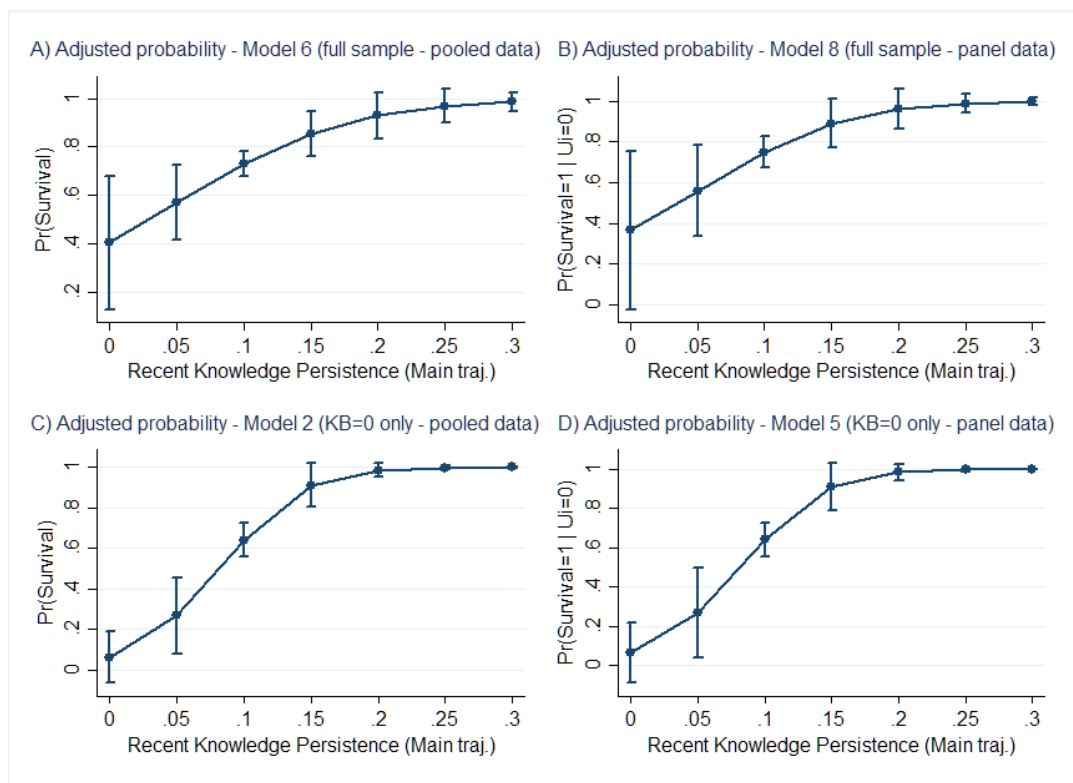 A) Adjusted probability - Model 6 (full sample - pooled data)
Pr(Survival)
1
.8
.6
.4
.2
0 .05 .1 .15 .2 .25 .3
Recent Knowledge Persistence (Main traj.)
B) Adjusted probability - Model 8 (full sample - panel data)
Pr(Survival=1 | Ui=0)
1
.8
.6
.4
.2
0
0 .05 .1 .15 .2 .25 .3
Recent Knowledge Persistence (Main traj.)
C) Adjusted probability - Model 2 (KB=0 only - pooled data)
Pr(Survival)
1
.8
.6
.4
.2
0
0 .05 .1 .15 .2 .25 .3
Recent Knowledge Persistence (Main traj.)
D) Adjusted probability - Model 5 (KB=0 only - panel data)
Pr(Survival=1 | Ui=0)
1
.8
.6
.4
.2
0
0 .05 .1 .15 .2 .25 .3
Recent Knowledge Persistence (Main traj.)